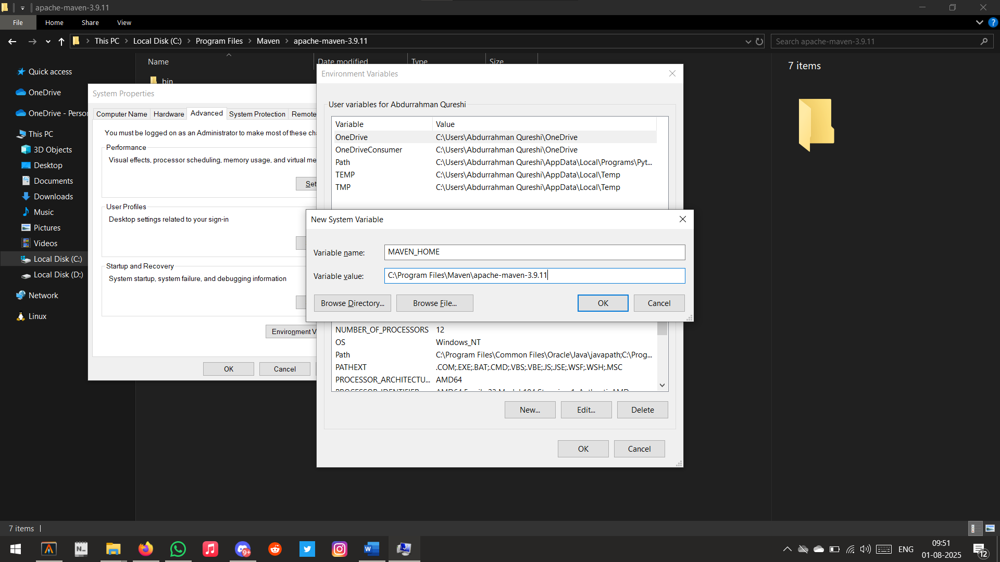 apache-maven-3.9.11
File Home Share View
This PC Local Disk (C:) Program Files Maven apache-maven-3.9.11
Search apache-maven-3.9.11
Name Date modified Type Size
bin
7 items
Quick access
OneDrive
OneDrive - Person
This PC
3D Objects
Desktop
Documents
Downloads
Music
Pictures
Videos
Local Disk (C:)
Local Disk (D:)
Network
Linux
System Properties
Computer Name Hardware Advanced System Protection Remote
You must be logged on as an Administrator to make most of these cha
Performance
Visual effects, processor scheduling, memory usage, and virtual me
Set
User Profiles
Desktop settings related to your sign-in
Startup and Recovery
System startup, system failure, and debugging information
Environment V
OK Cancel
Environment Variables
User variables for Abdurrahman Qureshi
Variable Value
OneDrive C:\Users\Abdurrahman Qureshi\OneDrive
OneDriveConsumer C:\Users\Abdurrahman Qureshi\OneDrive
Path C:\Users\Abdurrahman Qureshi\AppData\Local\Programs\Pyt...
TEMP C:\Users\Abdurrahman Qureshi\AppData\Local\Temp
TMP C:\Users\Abdurrahman Qureshi\AppData\Local\Temp
New System Variable
Variable name: MAVEN_HOME
Variable value: C:\Program Files\Maven\apache-maven-3.9.11
Browse Directory... Browse File... OK Cancel
NUMBER_OF_PROCESSORS 12
OS Windows_NT
Path C:\Program Files\Common Files\Oracle\Java\javapath;C:\Prog...
PATHEXT .COM;.EXE;.BAT;.CMD;.VBS;.VBE;.JS;.JSE;.WSF;.WSH;.MSC
PROCESSOR_ARCHITECTU... AMD64
New... Edit... Delete
OK Cancel
7 items
N
9+
W
ENG
09:51
01-08-2025
12